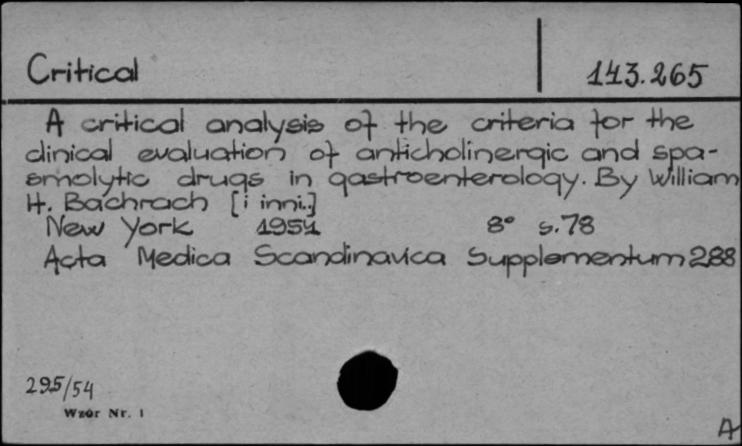 Critical 143.265
A critical analysis of the criteria for the
clinical evaluation of anticholinergic and spa-
smolytic drugs in gastroenterology. By William
H. Bachrach [i inni.]
New York 1954 8° s.78
Acta Medica Scandinavica Supplementum 288
295/54
Wzór Nr. 1
A